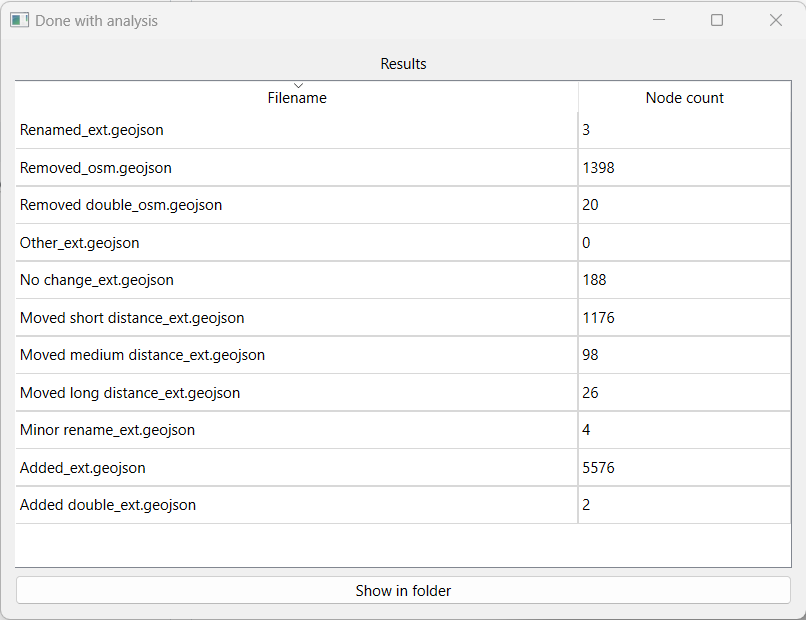 Done with analysis
Results
Filename Node count
Renamed_ext.geojson 3
Removed_osm.geojson 1398
Removed double_osm.geojson 20
Other_ext.geojson 0
No change_ext.geojson 188
Moved short distance_ext.geojson 1176
Moved medium distance_ext.geojson 98
Moved long distance_ext.geojson 26
Minor rename_ext.geojson 4
Added_ext.geojson 5576
Added double_ext.geojson 2
Show in folder